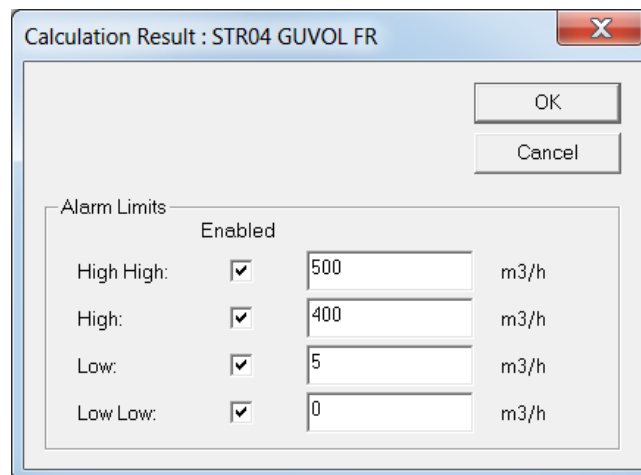 Calculation Result : STR04 GUVOL FR
OK
Cancel
Alarm Limits
Enabled
High High: 500 m3/h
High: 400 m3/h
Low: 5 m3/h
Low Low: 0 m3/h